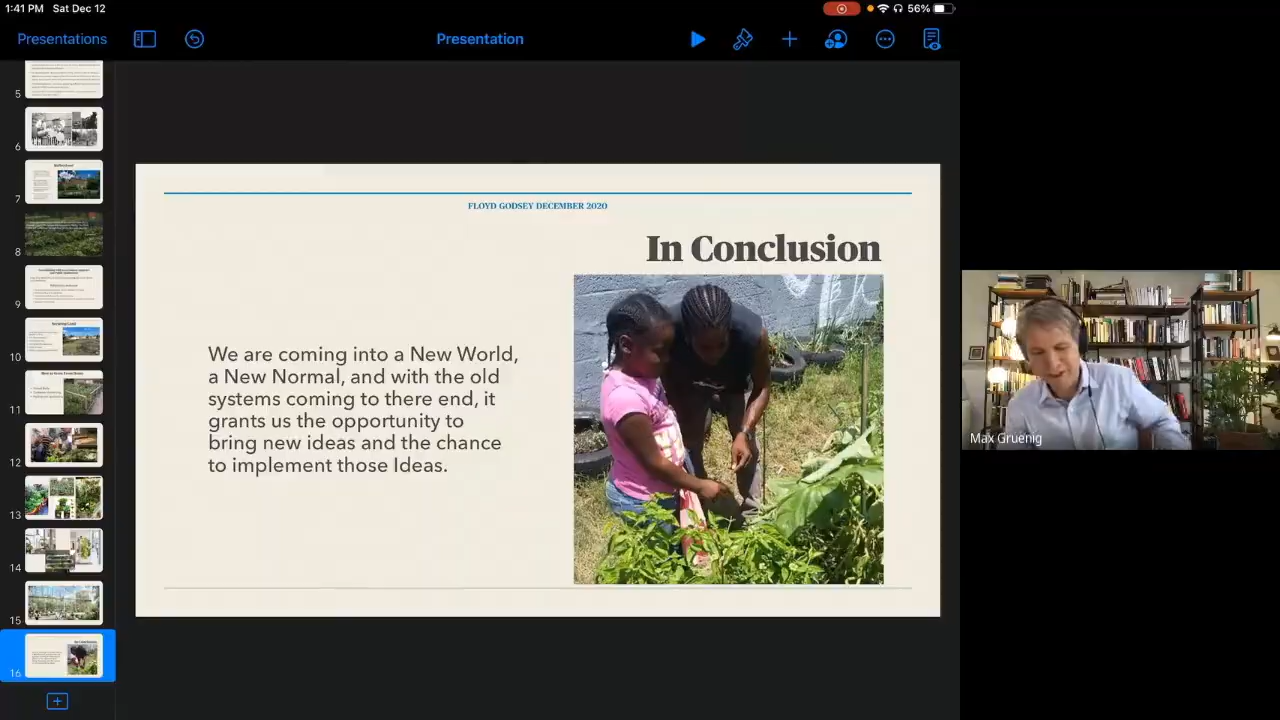 1:41 PM Sat Dec 12
56%
Presentations
Presentation
5
6
7
8
9
10
11
12
13
14
15
16
FLOYD GODSEY DECEMBER 2020
In Conclusion
We are coming into a New World,
a New Normal, and with the old
systems coming to there end, it
grants us the opportunity to
bring new ideas and the chance
to implement those Ideas.
Max Gruenig